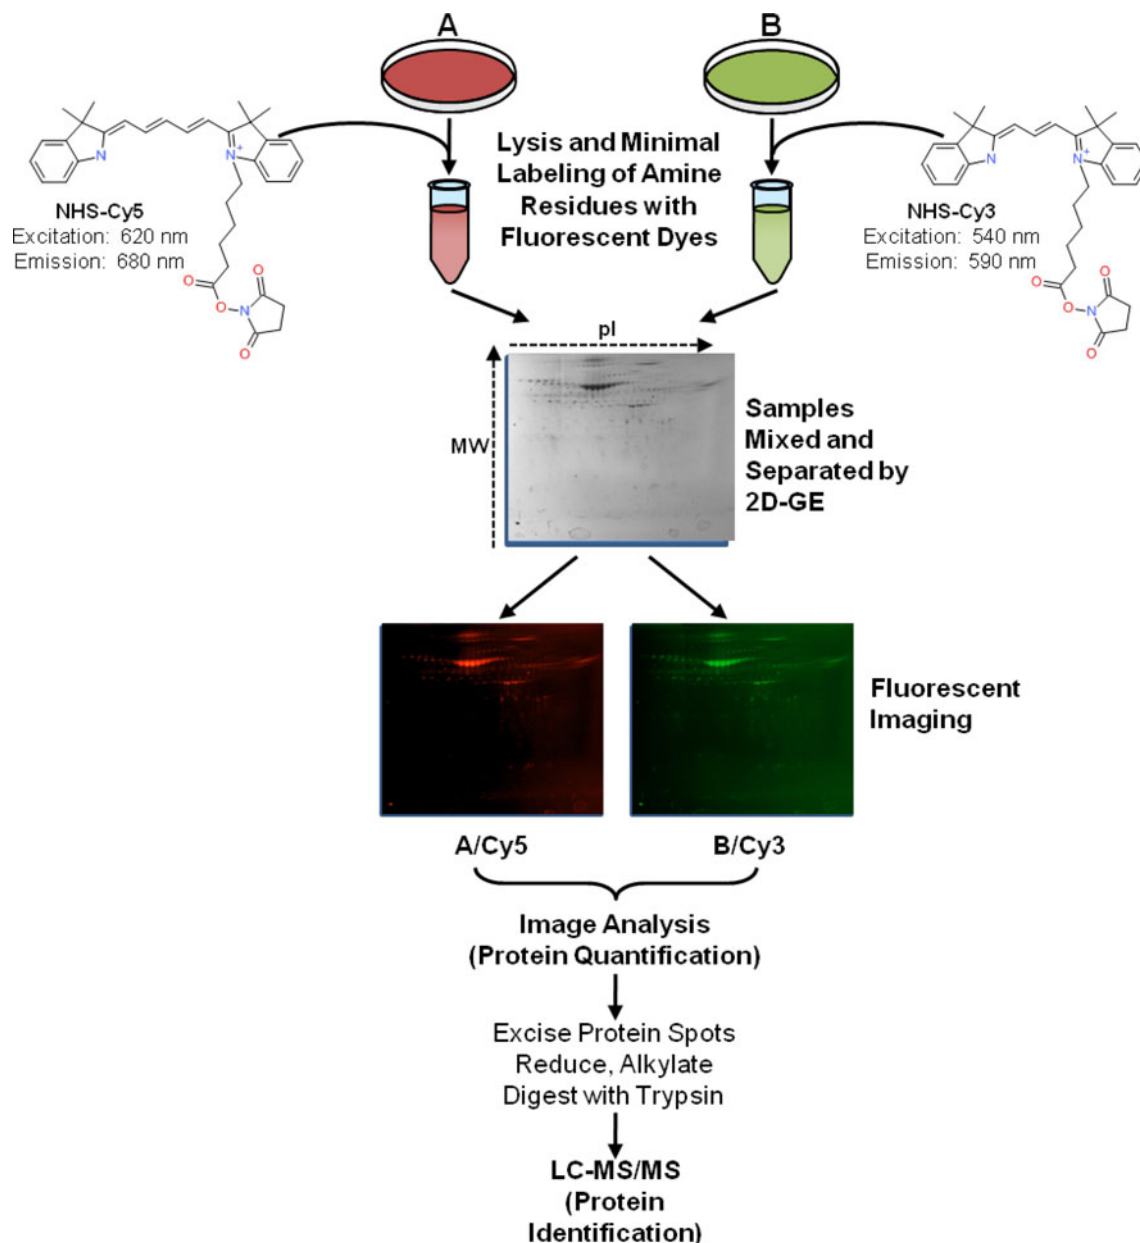 A
B
Lysis and Minimal
Labeling of Amine
Residues with
Fluorescent Dyes
N
N+
NHS-Cy5
Excitation: 620 nm
Emission: 680 nm
O
O
N
O
O
N
N+
NHS-Cy3
Excitation: 540 nm
Emission: 590 nm
O
O
N
O
O
pI
MW
Samples
Mixed and
Separated by
2D-GE
Fluorescent
Imaging
A/Cy5
B/Cy3
Image Analysis
(Protein Quantification)
Excise Protein Spots
Reduce, Alkylate
Digest with Trypsin
LC-MS/MS
(Protein
Identification)